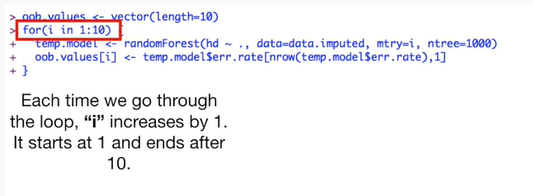 > oob.values <- vector(length=10)
> for(i in 1:10)
+ temp.model <- randomForest(hd ~ ., data=data.imputed, mtry=i, ntree=1000)
+ oob.values[i] <- temp.model$err.rate[nrow(temp.model$err.rate),1]
+ }
Each time we go through
the loop, “i” increases by 1.
It starts at 1 and ends after
10.